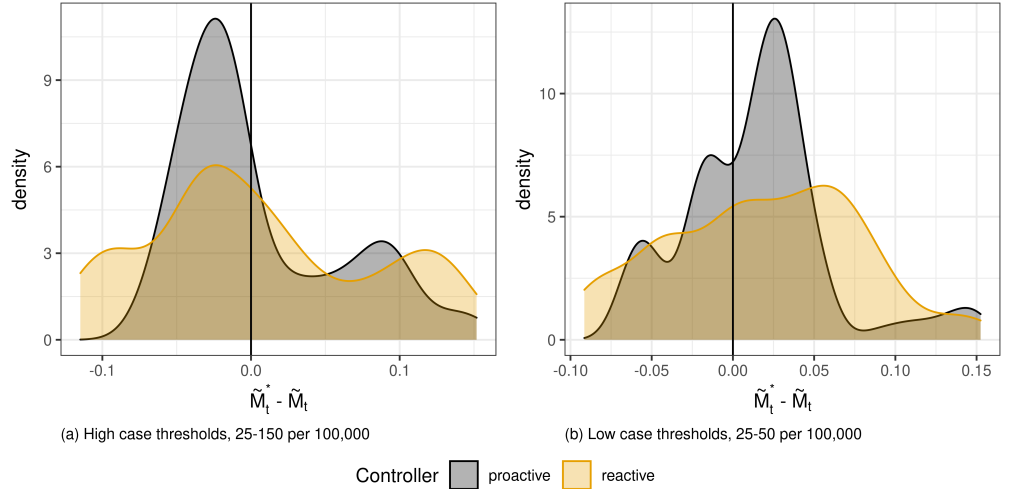 density
9
6
3
0
-0.1
0.0
0.1
M̃*t - M̃t
(a) High case thresholds, 25-150 per 100,000
density
10
5
0
-0.10
-0.05
0.00
0.05
0.10
0.15
M̃*t - M̃t
(b) Low case thresholds, 25-50 per 100,000
Controller proactive reactive